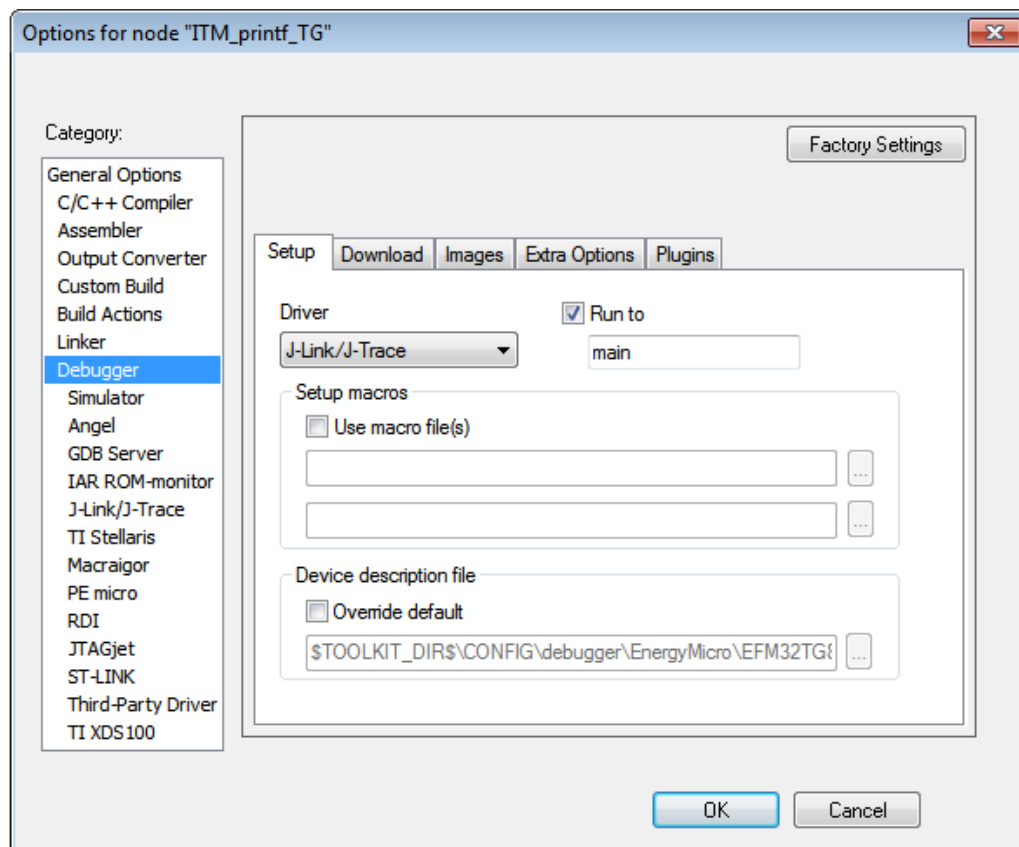 Options for node "ITM_printf_TG"
Category:
General Options
C/C++ Compiler
Assembler
Output Converter
Custom Build
Build Actions
Linker
Debugger
Simulator
Angel
GDB Server
IAR ROM-monitor
J-Link/J-Trace
TI Stellaris
Macraigor
PE micro
RDI
JTAGjet
ST-LINK
Third-Party Driver
TI XDS100
Factory Settings
Setup Download Images Extra Options Plugins
Driver
J-Link/J-Trace
Run to
main
Setup macros
Use macro file(s)
...
...
Device description file
Override default
$TOOLKIT_DIR$\CONFIG\debugger\EnergyMicro\EFM32TG8 ...
OK Cancel